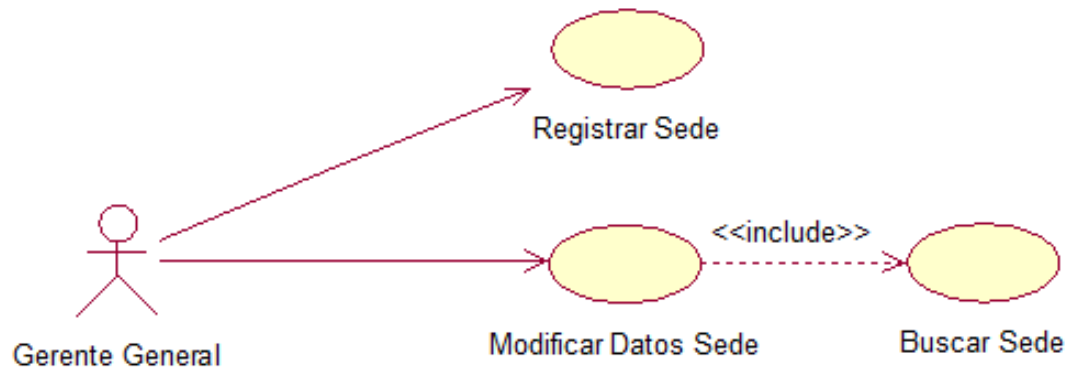 Registrar Sede
<<include>>
Gerente General
Modificar Datos Sede
Buscar Sede